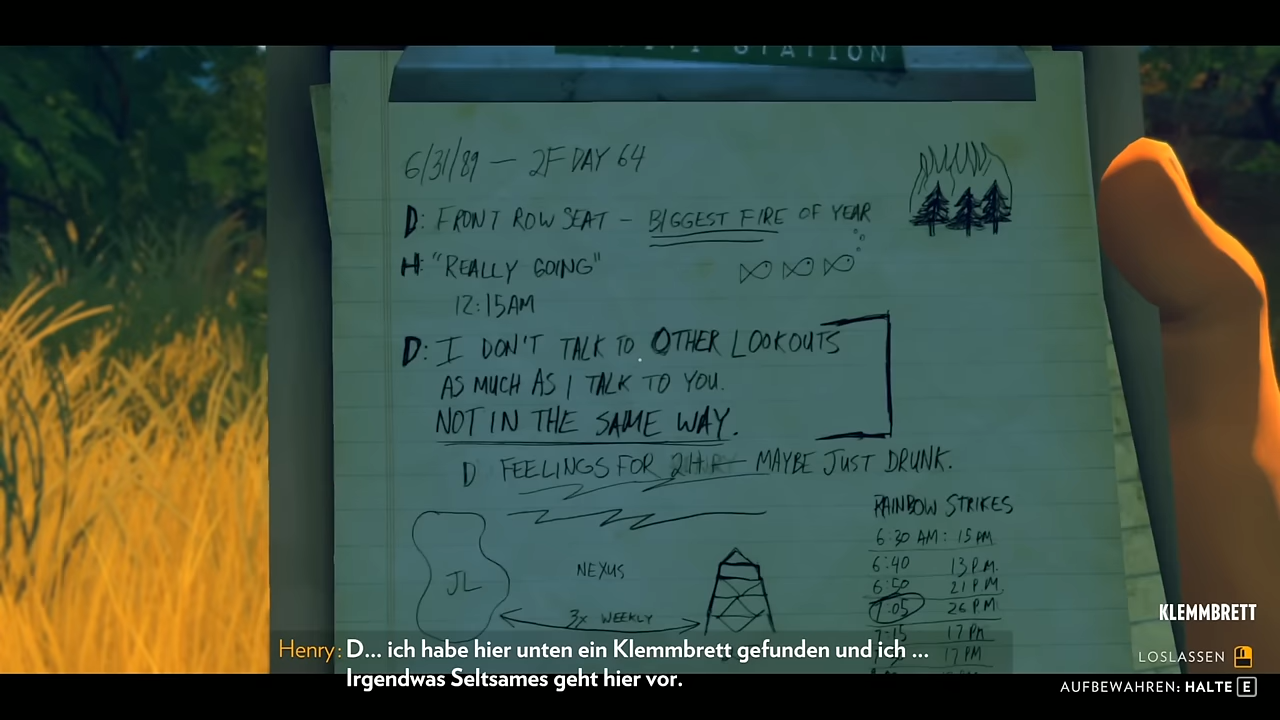 STATION
6/31/89 — 2F DAY 64
D: FRONT ROW SEAT – BIGGEST FIRE OF YEAR
H: "REALLY GOING"
12:15AM
D: I DON'T TALK TO OTHER LOOKOUTS
AS MUCH AS I TALK TO YOU.
NOT IN THE SAME WAY.
D FEELINGS FOR MAYBE JUST DRUNK.
RAINBOW STRIKES
6:30 AM: 15 PM
6:40 13 P.M.
6:50 21 P.M.
7:05 26 PM
7:15 17 PM
17 PM
JL
NEXUS
3x WEEKLY
KLEMMBRETT
LOSLASSEN
AUFBEWAHREN: HALTE E
Henry: D... ich habe hier unten ein Klemmbrett gefunden und ich ...
Irgendwas Seltsames geht hier vor.